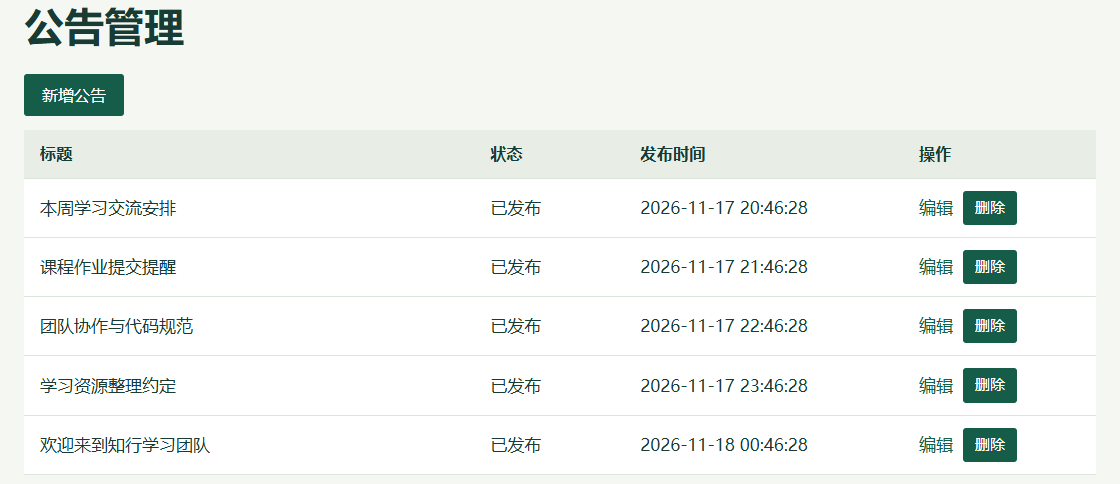 公告管理
新增公告
标题 状态 发布时间 操作
本周学习交流安排 已发布 2026-11-17 20:46:28 编辑 删除
课程作业提交提醒 已发布 2026-11-17 21:46:28 编辑 删除
团队协作与代码规范 已发布 2026-11-17 22:46:28 编辑 删除
学习资源整理约定 已发布 2026-11-17 23:46:28 编辑 删除
欢迎来到知行学习团队 已发布 2026-11-18 00:46:28 编辑 删除